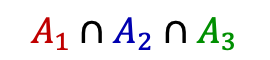 A₁ ∩ A₂ ∩ A₃